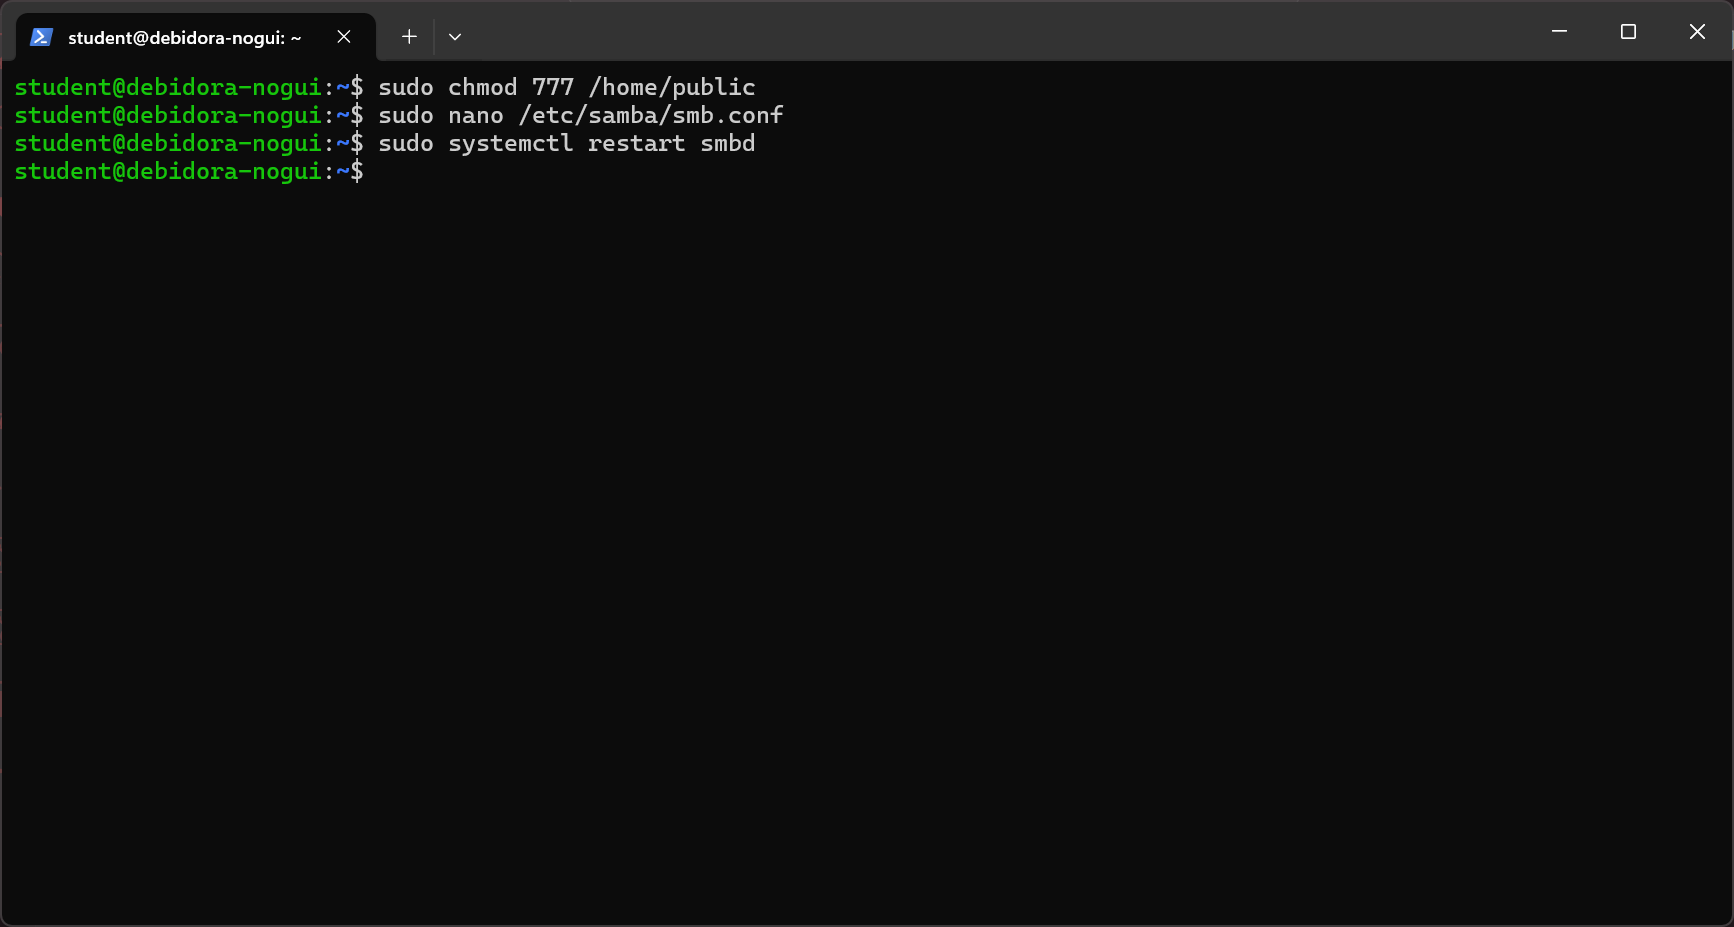 student@debidora-nogui: ~
student@debidora-nogui:~$ sudo chmod 777 /home/public
student@debidora-nogui:~$ sudo nano /etc/samba/smb.conf
student@debidora-nogui:~$ sudo systemctl restart smbd
student@debidora-nogui:~$